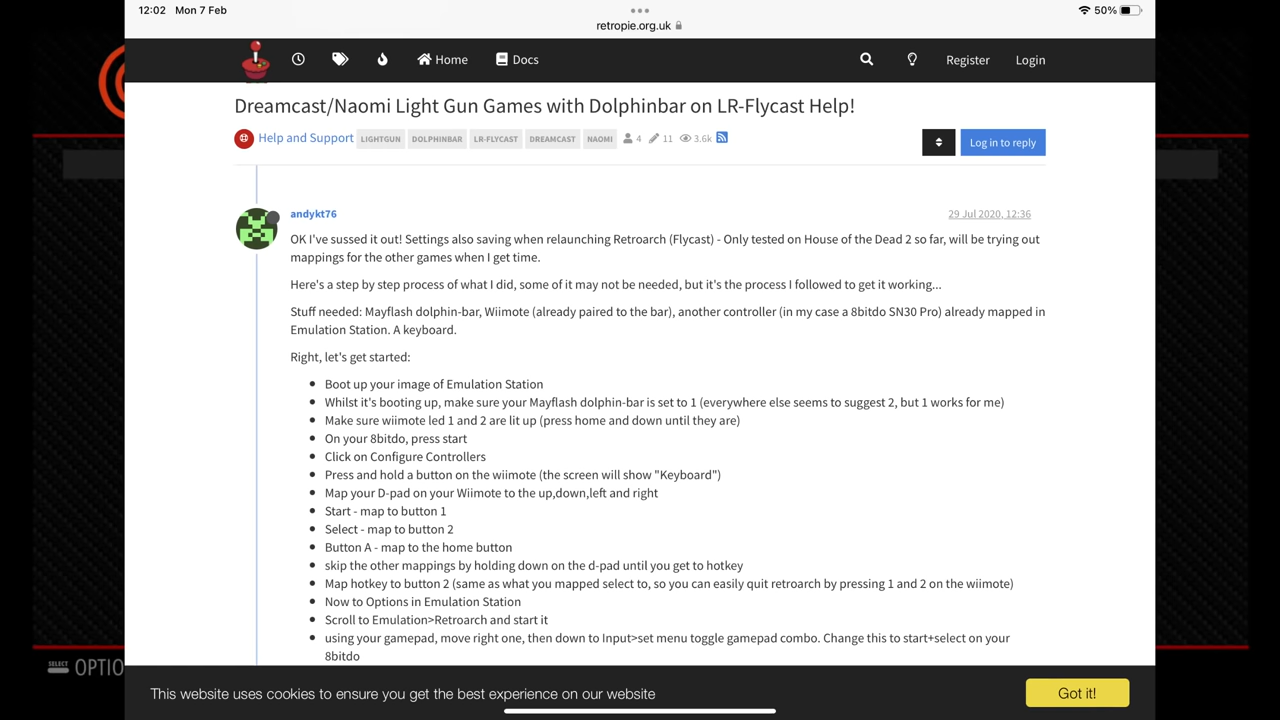 12:02 Mon 7 Feb
50%
retropie.org.uk
Home
Docs
Register
Login
Dreamcast/Naomi Light Gun Games with Dolphinbar on LR-Flycast Help!
Help and Support LIGHTGUN DOLPHINBAR LR-FLYCAST DREAMCAST NAOMI 4 11 3.6k
Log in to reply
andykt76
29 Jul 2020, 12:36
OK I've sussed it out! Settings also saving when relaunching Retroarch (Flycast) - Only tested on House of the Dead 2 so far, will be trying out
mappings for the other games when I get time.
Here's a step by step process of what I did, some of it may not be needed, but it's the process I followed to get it working...
Stuff needed: Mayflash dolphin-bar, Wiimote (already paired to the bar), another controller (in my case a 8bitdo SN30 Pro) already mapped in
Emulation Station. A keyboard.
Right, let's get started:
• Boot up your image of Emulation Station
• Whilst it's booting up, make sure your Mayflash dolphin-bar is set to 1 (everywhere else seems to suggest 2, but 1 works for me)
• Make sure wiimote led 1 and 2 are lit up (press home and down until they are)
• On your 8bitdo, press start
• Click on Configure Controllers
• Press and hold a button on the wiimote (the screen will show "Keyboard")
• Map your D-pad on your Wiimote to the up,down,left and right
• Start - map to button 1
• Select - map to button 2
• Button A - map to the home button
• skip the other mappings by holding down on the d-pad until you get to hotkey
• Map hotkey to button 2 (same as what you mapped select to, so you can easily quit retroarch by pressing 1 and 2 on the wiimote)
• Now to Options in Emulation Station
• Scroll to Emulation>Retroarch and start it
• using your gamepad, move right one, then down to Input>set menu toggle gamepad combo. Change this to start+select on your
8bitdo
SELECT OPTIO
This website uses cookies to ensure you get the best experience on our website
Got it!